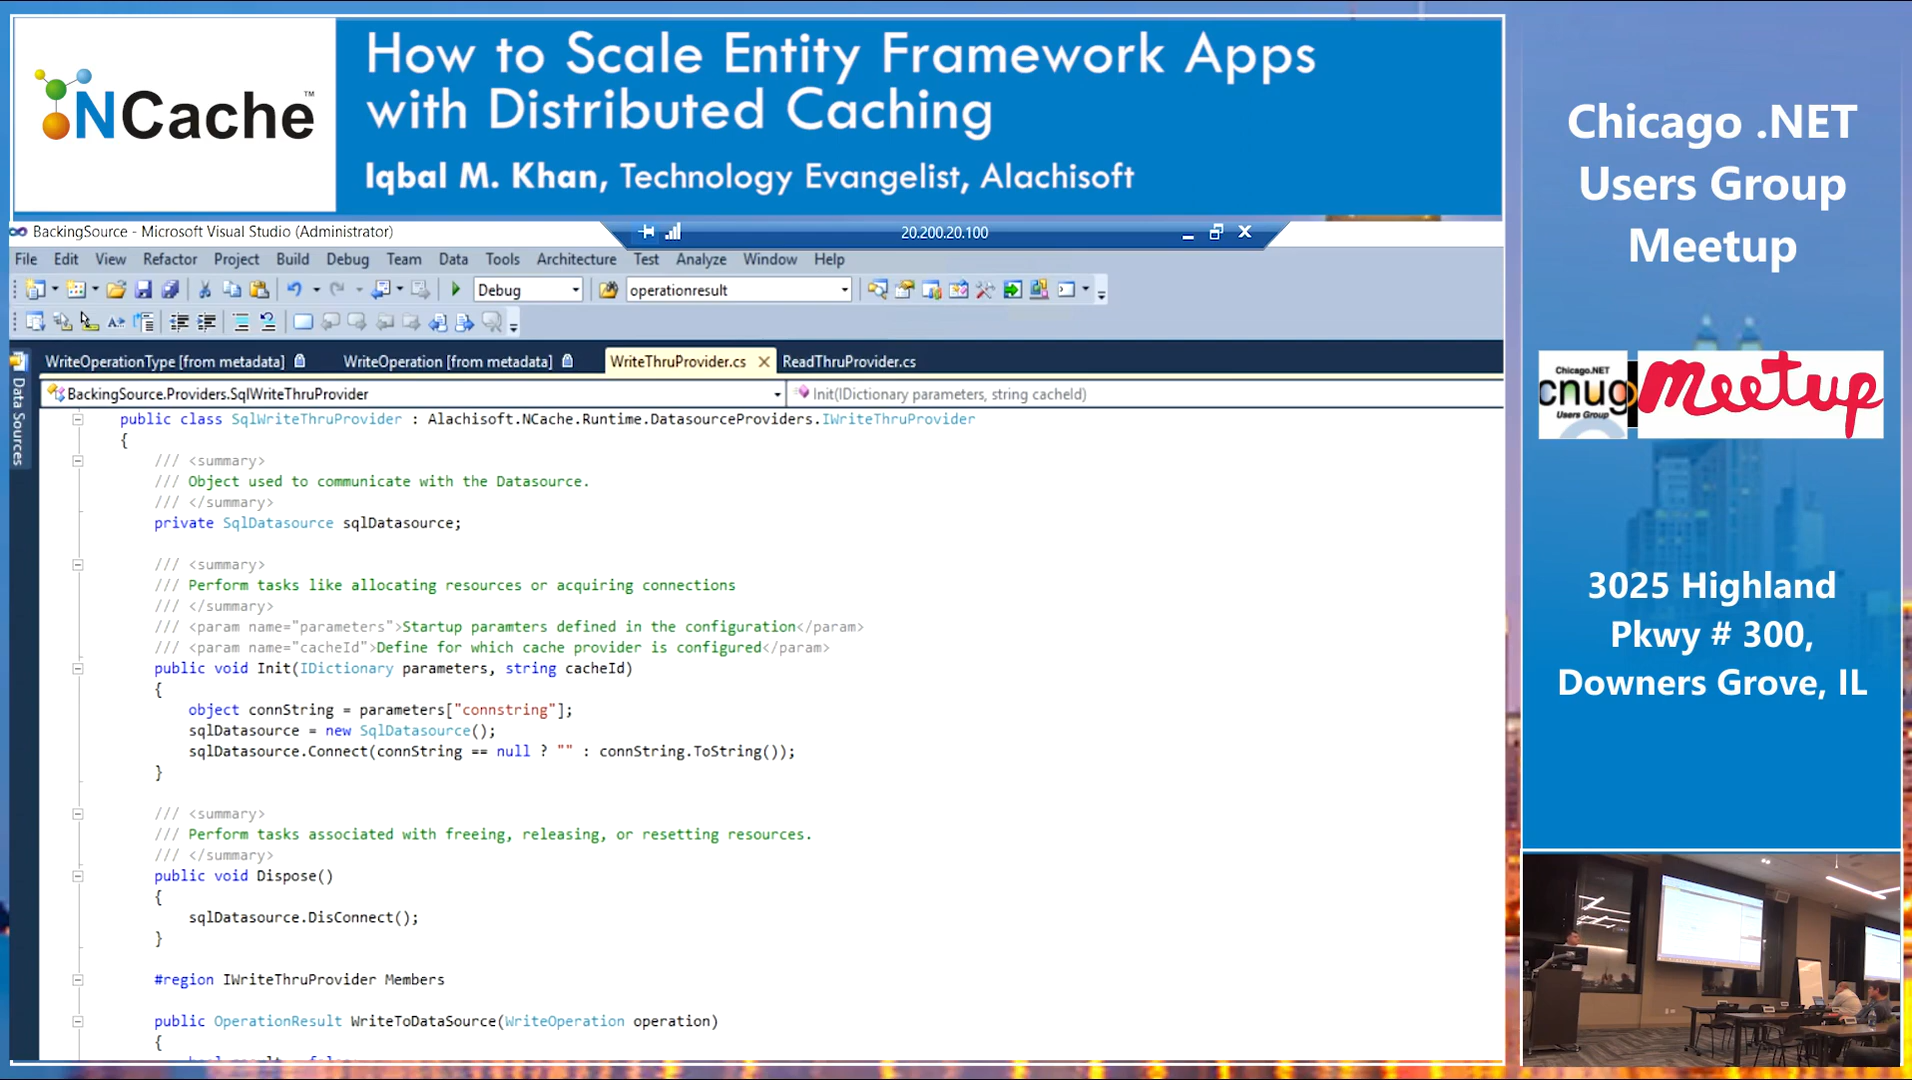 NCache™
How to Scale Entity Framework Apps
with Distributed Caching
Iqbal M. Khan, Technology Evangelist, Alachisoft
Chicago .NET
Users Group
Meetup
Chicago.NET
cnug
Users Group
meetup
3025 Highland
Pkwy # 300,
Downers Grove, IL
BackingSource - Microsoft Visual Studio (Administrator)
20.200.20.100
File Edit View Refactor Project Build Debug Team Data Tools Architecture Test Analyze Window Help
Debug
operationresult
WriteOperationType [from metadata]
WriteOperation [from metadata]
WriteThruProvider.cs
ReadThruProvider.cs
Data Sources
BackingSource.Providers.SqlWriteThruProvider
Init(IDictionary parameters, string cacheId)
public class SqlWriteThruProvider : Alachisoft.NCache.Runtime.DatasourceProviders.IWriteThruProvider
{
/// <summary>
/// Object used to communicate with the Datasource.
/// </summary>
private SqlDatasource sqlDatasource;
/// <summary>
/// Perform tasks like allocating resources or acquiring connections
/// </summary>
/// <param name="parameters">Startup paramters defined in the configuration</param>
/// <param name="cacheId">Define for which cache provider is configured</param>
public void Init(IDictionary parameters, string cacheId)
{
object connString = parameters["connstring"];
sqlDatasource = new SqlDatasource();
sqlDatasource.Connect(connString == null ? "" : connString.ToString());
}
/// <summary>
/// Perform tasks associated with freeing, releasing, or resetting resources.
/// </summary>
public void Dispose()
{
sqlDatasource.DisConnect();
}
#region IWriteThruProvider Members
public OperationResult WriteToDataSource(WriteOperation operation)
{